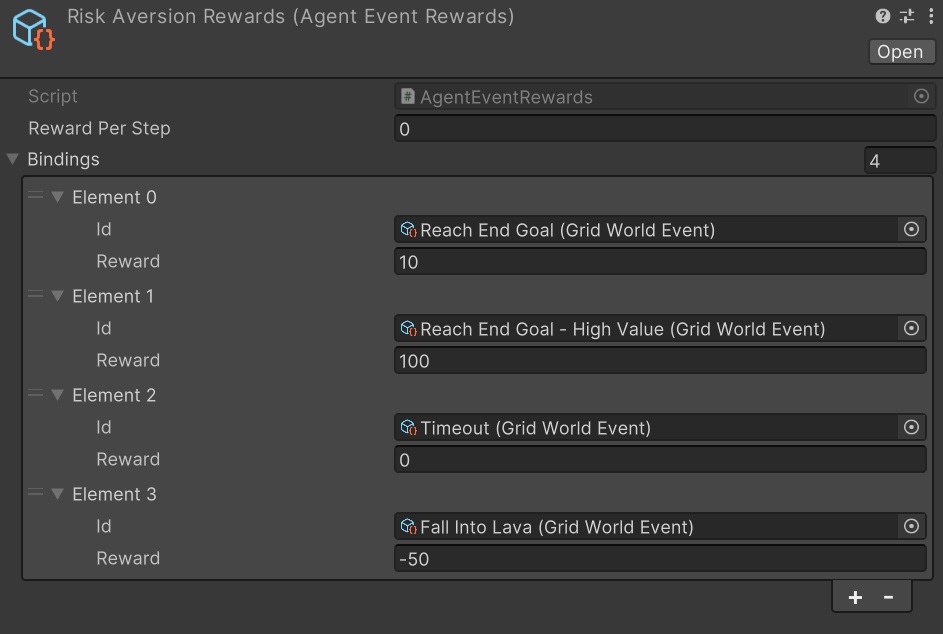 Risk Aversion Rewards (Agent Event Rewards)
Open
Script AgentEventRewards
Reward Per Step 0
Bindings 4
Element 0
Id Reach End Goal (Grid World Event)
Reward 10
Element 1
Id Reach End Goal - High Value (Grid World Event)
Reward 100
Element 2
Id Timeout (Grid World Event)
Reward 0
Element 3
Id Fall Into Lava (Grid World Event)
Reward -50
+ -